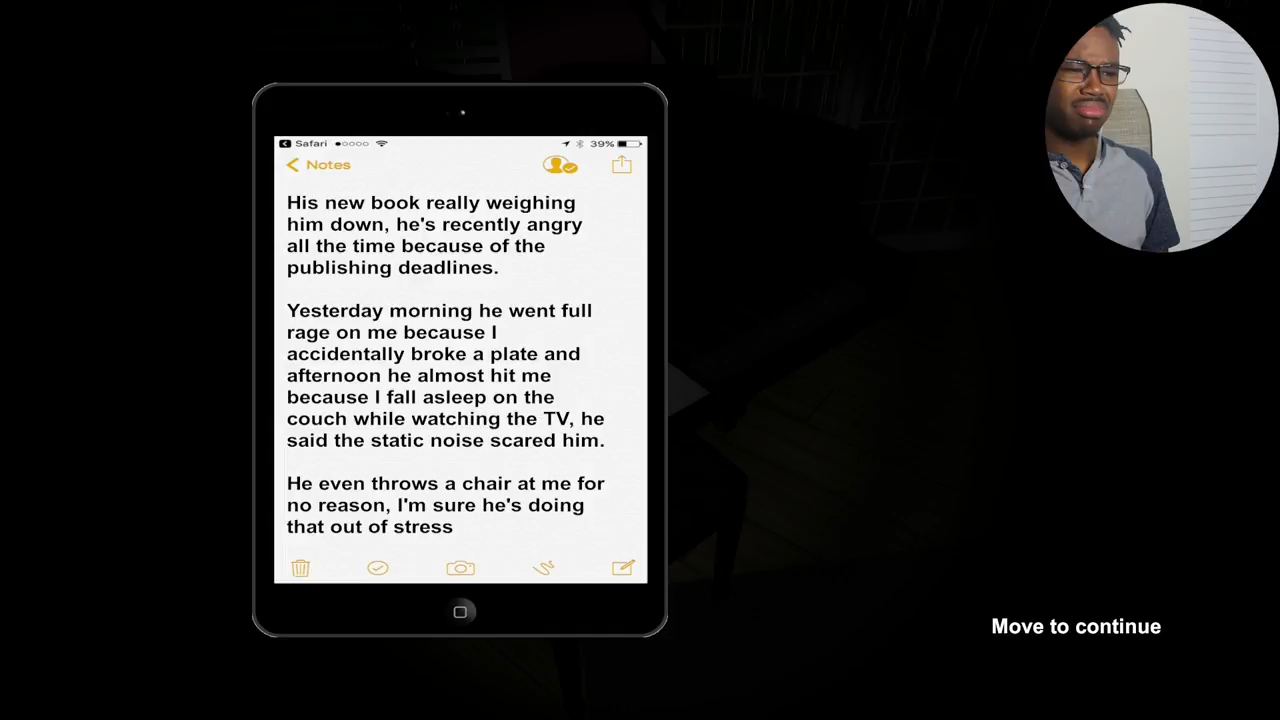 Safari 39%
Notes
His new book really weighing
him down, he's recently angry
all the time because of the
publishing deadlines.
Yesterday morning he went full
rage on me because I
accidentally broke a plate and
afternoon he almost hit me
because I fall asleep on the
couch while watching the TV, he
said the static noise scared him.
He even throws a chair at me for
no reason, I'm sure he's doing
that out of stress
Move to continue